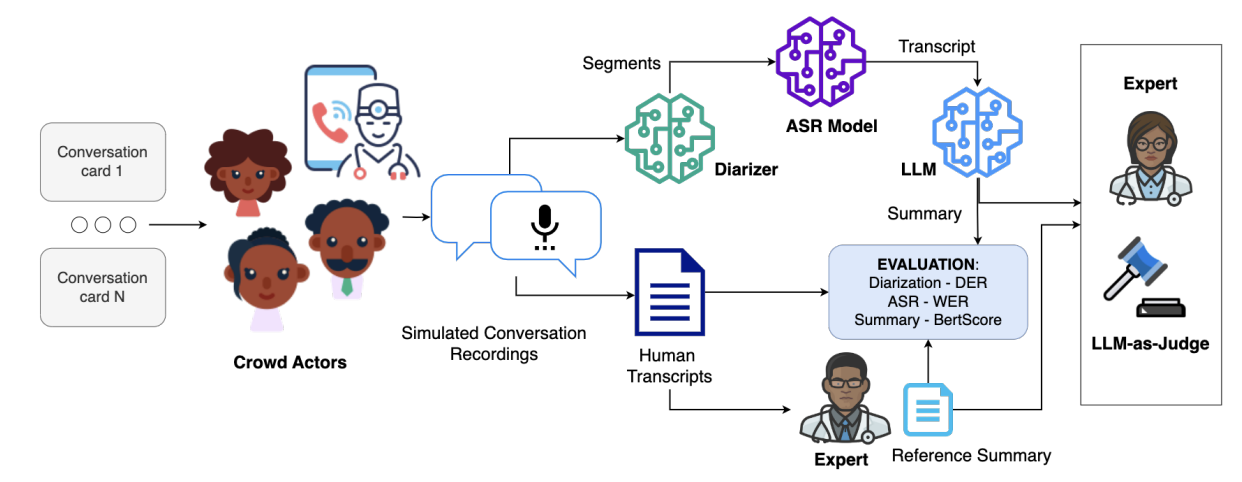 Conversation
card 1
Conversation
card N
Crowd Actors
Simulated Conversation
Recordings
Segments
Diarizer
ASR Model
Transcript
LLM
Summary
EVALUATION:
Diarization - DER
ASR - WER
Summary - BertScore
Human
Transcripts
Expert
Reference Summary
Expert
LLM-as-Judge